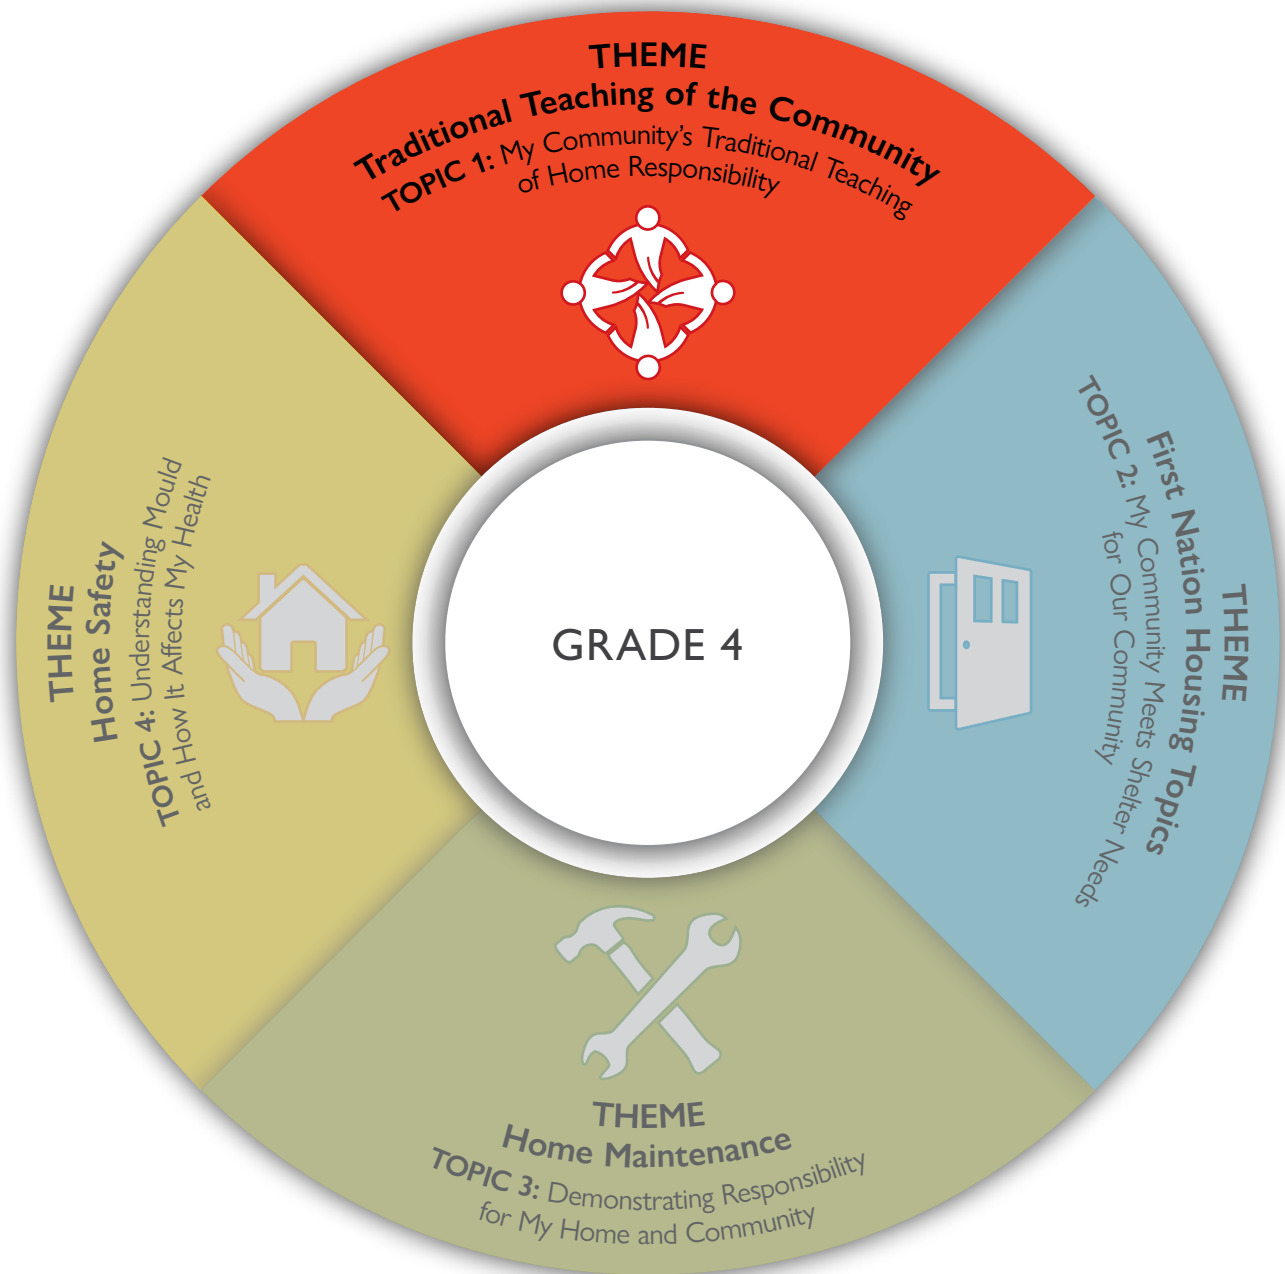 THEME
Traditional Teaching of the Community
TOPIC 1: My Community’s Traditional Teaching
of Home Responsibility
THEME
First Nation Housing Topics
TOPIC 2: My Community Meets Shelter Needs
for Our Community
GRADE 4
THEME
Home Maintenance
TOPIC 3: Demonstrating Responsibility
for My Home and Community
THEME
Home Safety
TOPIC 4: Understanding Mould
and How It Affects My Health